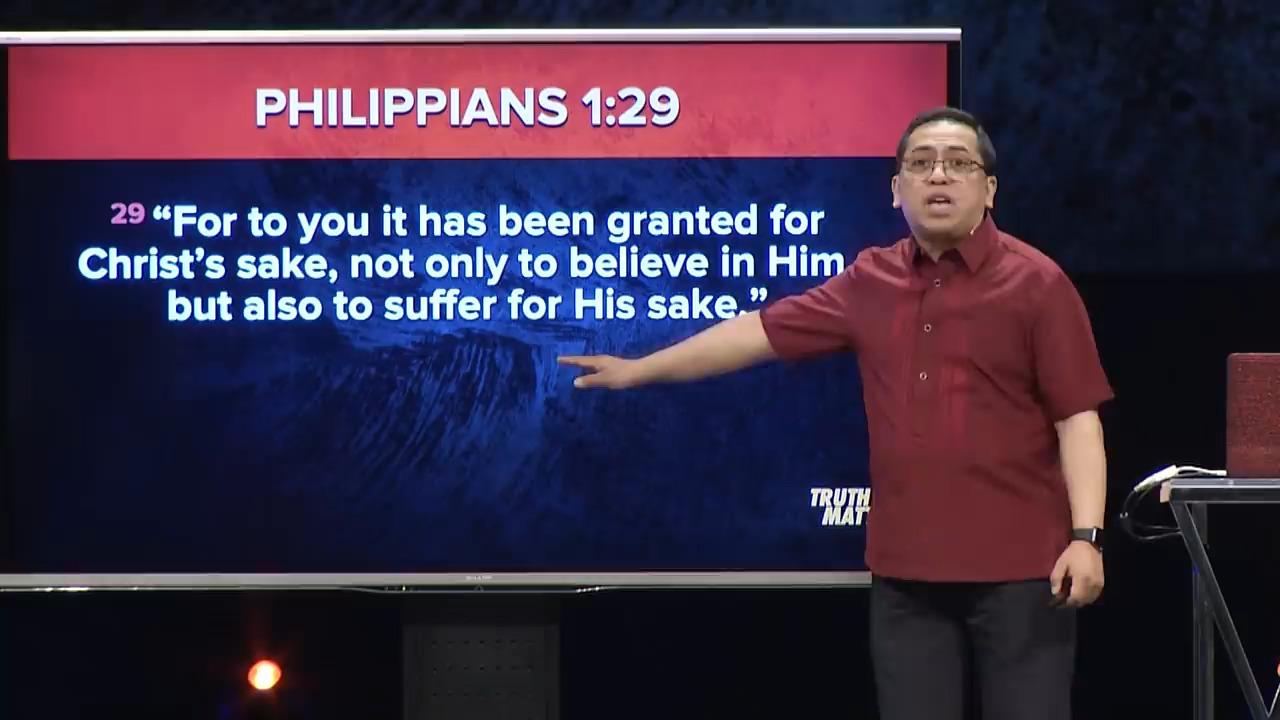 PHILIPPIANS 1:29
29 “For to you it has been granted for
Christ’s sake, not only to believe in Him
but also to suffer for His sake.”
TRUTH